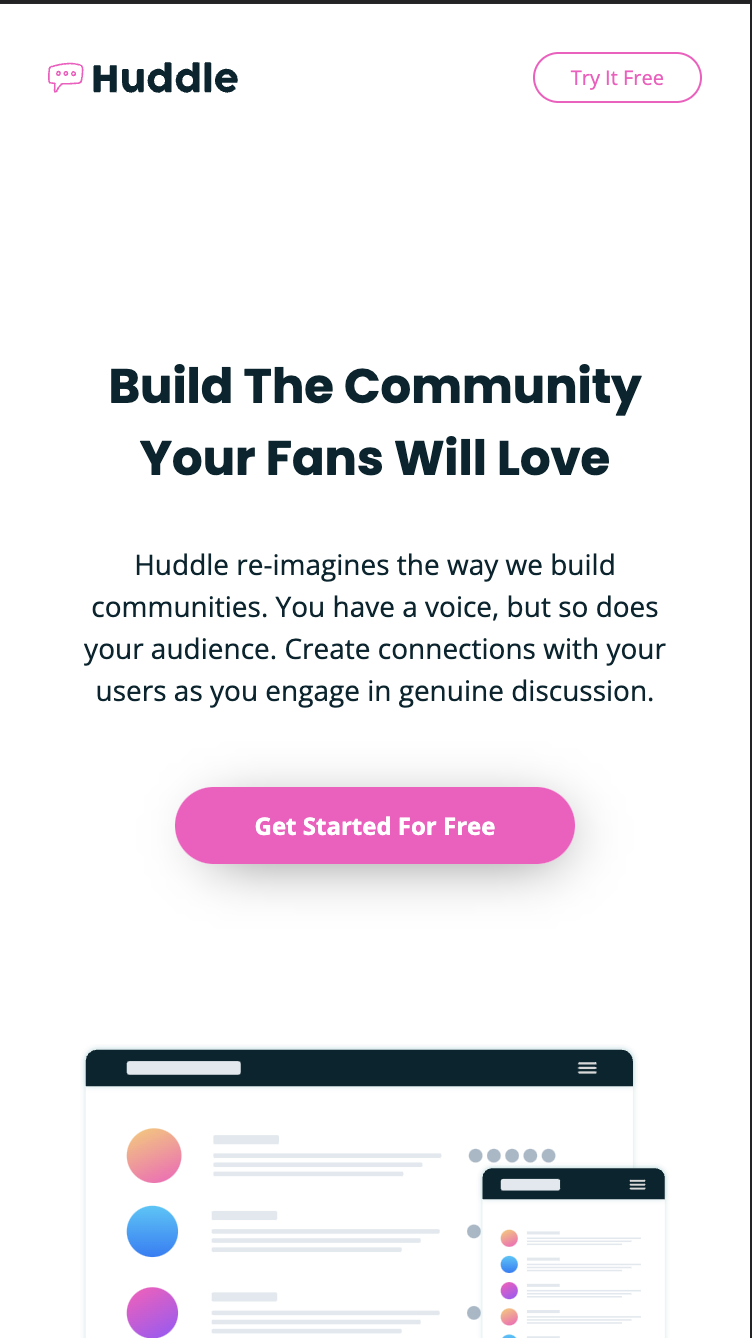 Huddle
Try It Free
Build The Community
Your Fans Will Love
Huddle re-imagines the way we build
communities. You have a voice, but so does
your audience. Create connections with your
users as you engage in genuine discussion.
Get Started For Free